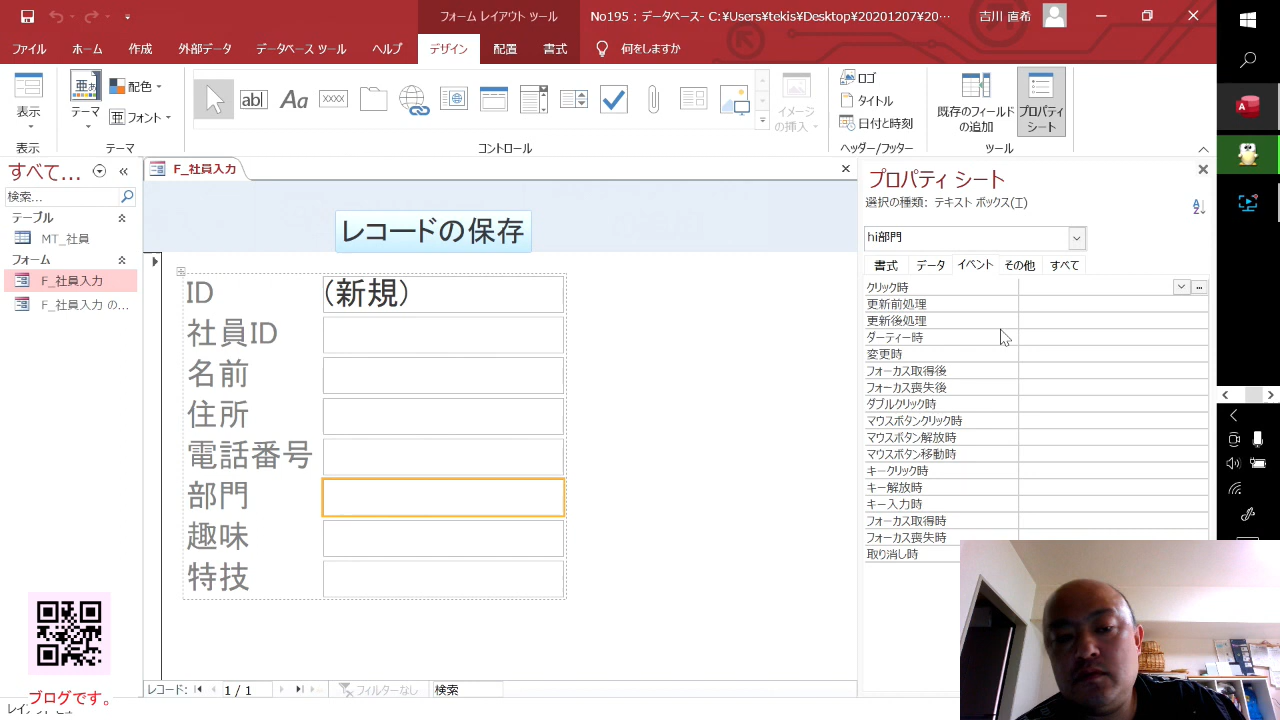 フォーム レイアウト ツール
No195 : データベース- C:¥Users¥tekis¥Desktop¥20201207¥20...
吉川 直希
ファイル
ホーム
作成
外部データ
データベース ツール
ヘルプ
デザイン
配置
書式
何をしますか
表示
亜ぁ
テーマ
配色
亜 フォント
ab
Aa
XXXX
イメージ
の挿入
ロゴ
タイトル
日付と時刻
既存のフィールド
の追加
プロパティ
シート
表示
テーマ
コントロール
ヘッダー/フッター
ツール
すべて...
検索...
テーブル
MT_社員
フォーム
F_社員入力
F_社員入力 の...
F_社員入力
レコードの保存
ID
(新規)
社員ID
名前
住所
電話番号
部門
趣味
特技
レコード:
1 / 1
フィルターなし
検索
プロパティ シート
選択の種類: テキスト ボックス(T)
hi部門
書式
データ
イベント
その他
すべて
クリック時
更新前処理
更新後処理
ダーティー時
変更時
フォーカス取得後
フォーカス喪失後
ダブルクリック時
マウスボタンクリック時
マウスボタン解放時
マウスボタン移動時
キークリック時
キー解放時
キー入力時
フォーカス取得時
フォーカス喪失時
取り消し時
ブログです。